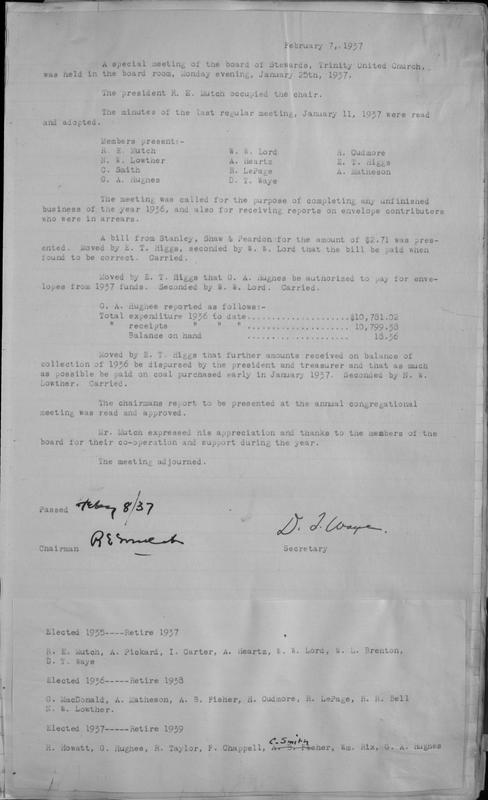 February 7,. 1937
A special meeting of the board of Stewards, Trinity United Church,
was held in the board room, Monday evening, January 25th, 1937.
The president R. E. Mutch occupied the chair.
The minutes of the last regular meeting, January 11, 1937 were read
and adopted.
Members present:-
R. E. Mutch W. W. Lord H. Cudmore
N. W. Lowther A. Heartz E. T. Higgs
C. Smith R. LePage A. Matheson
G. A. Hughes D. T. Waye
The meeting was called for the purpose of completing any unfinished
business of the year 1936, and also for receiving reports on envelope contributers
who were in arrears.
A bill from Stanley, Shaw & Peardon for the amount of $2.71 was pres-
ented. Moved by E. T. Higgs, seconded by W. W. Lord that the bill be paid when
found to be correct. Carried.
Moved by E. T. Higgs that G. A. Hughes be authorized to pay for enve-
lopes from 1937 funds. Seconded by W. W. Lord. Carried.
G. A. Hughes reported as follows:-
Total expenditure 1936 to date....................$10,781.02
" receipts " " ".................... 10,799.38
Balance on hand .................... 18.36
Moved by E. T. Higgs that further amounts received on balance of
collection of 1936 be dispursed by the president and treasurer and that as much
as possible be paid on coal purchased early in January 1937. Seconded by N. W.
Lowther. Carried.
The chairmans report to be presented at the annual congregational
meeting was read and approved.
Mr. Mutch expressed his appreciation and thanks to the members of the
board for their co-operation and support during the year.
The meeting adjourned.
Passed Feby 8/37
Chairman R E Mutch
D. T. Waye.
Secretary
Elected 1935----Retire 1937
R. E. Mutch, A. Pickard, I. Carter, A. Heartz, W. W. Lord, W. L. Brenton,
D. T. Waye
Elected 1936-----Retire 1938
G. MacDonald, A. Matheson, A. B. Fisher, H. Cudmore, R. LePage, R. H. Bell
N. W. Lowther.
Elected 1937-----Retire 1939
C. Smith
H. Howatt, G. Hughes, R. Taylor, F. Chappell, Wm. Hix, G. A. Hughes